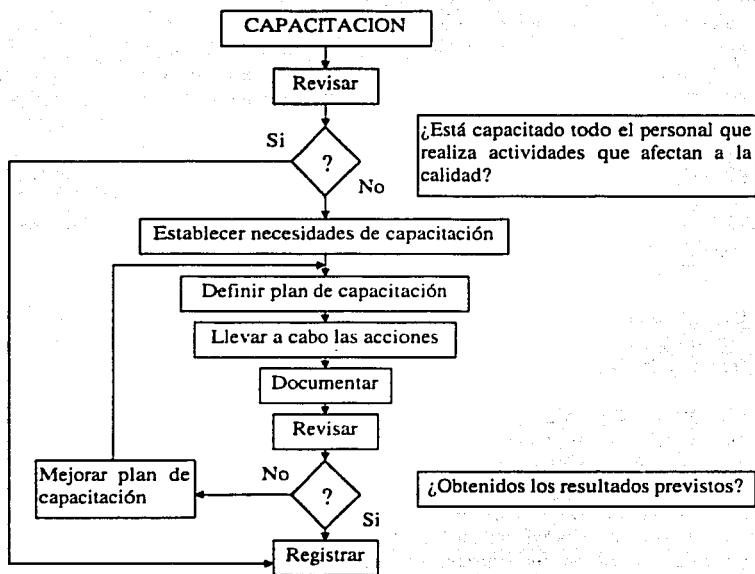 CAPACITACION
Revisar
Si
?
No
¿Está capacitado todo el personal que
realiza actividades que afectan a la
calidad?
Establecer necesidades de capacitación
Definir plan de capacitación
Llevar a cabo las acciones
Documentar
Revisar
Mejorar plan de
capacitación
No
?
Si
¿Obtenidos los resultados previstos?
Registrar